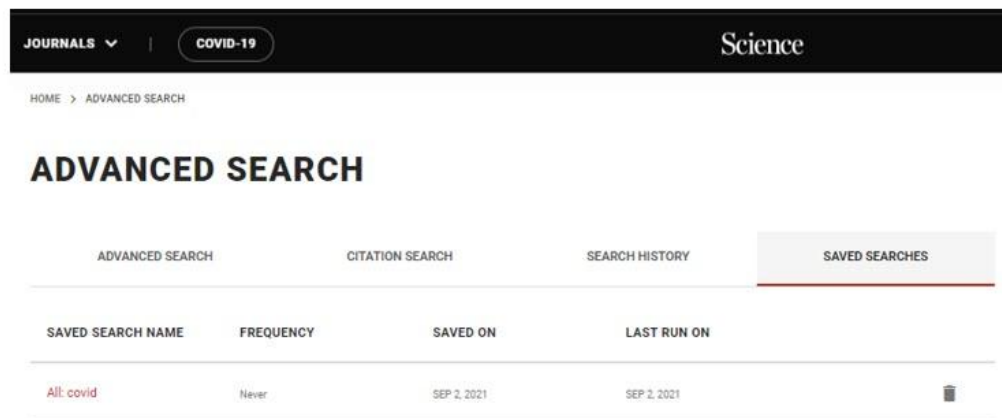 JOURNALS | COVID-19 Science
HOME > ADVANCED SEARCH
ADVANCED SEARCH
ADVANCED SEARCH CITATION SEARCH SEARCH HISTORY SAVED SEARCHES
SAVED SEARCH NAME FREQUENCY SAVED ON LAST RUN ON
All: covid Never SEP 2, 2021 SEP 2, 2021